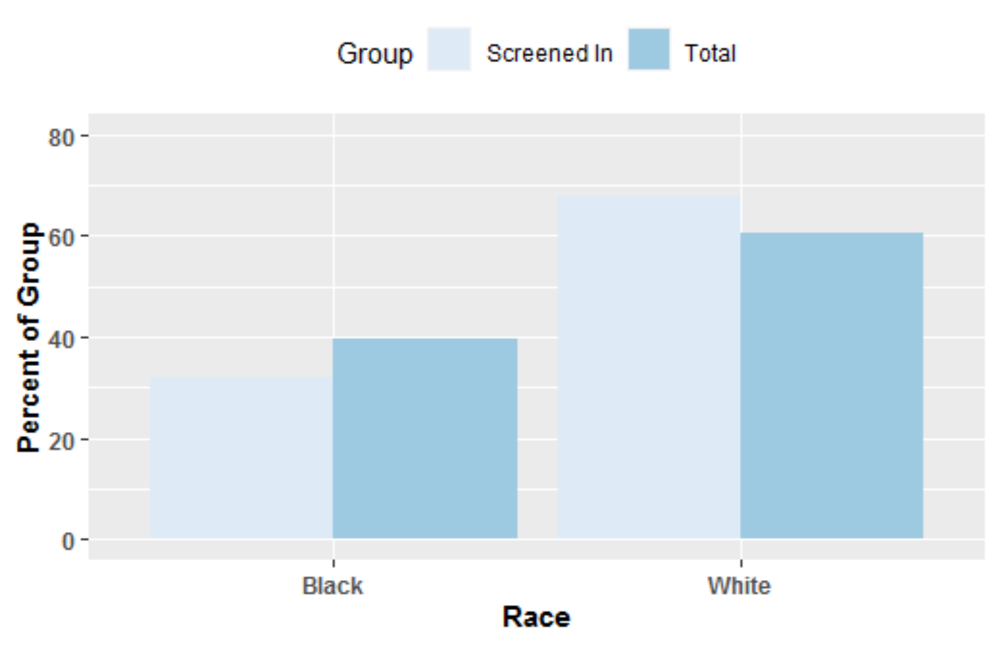 Group Screened In Total
80
60
40
20
0
Percent of Group
Black White
Race